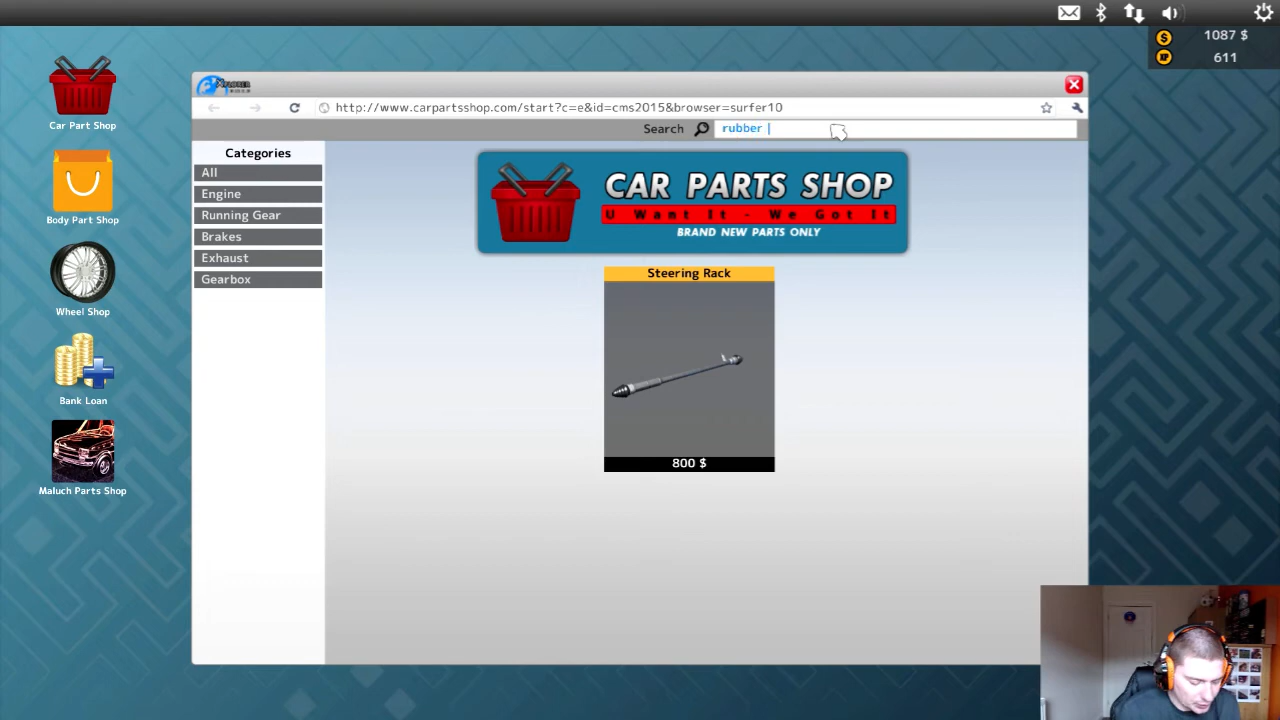 1087 $
611
Car Part Shop
Body Part Shop
Wheel Shop
Bank Loan
Maluch Parts Shop
http://www.carpartsshop.com/start?c=e&id=cms2015&browser=surfer10
Search
rubber |
Categories
All
Engine
Running Gear
Brakes
Exhaust
Gearbox
CAR PARTS SHOP
U Want It - We Got It
BRAND NEW PARTS ONLY
Steering Rack
800 $